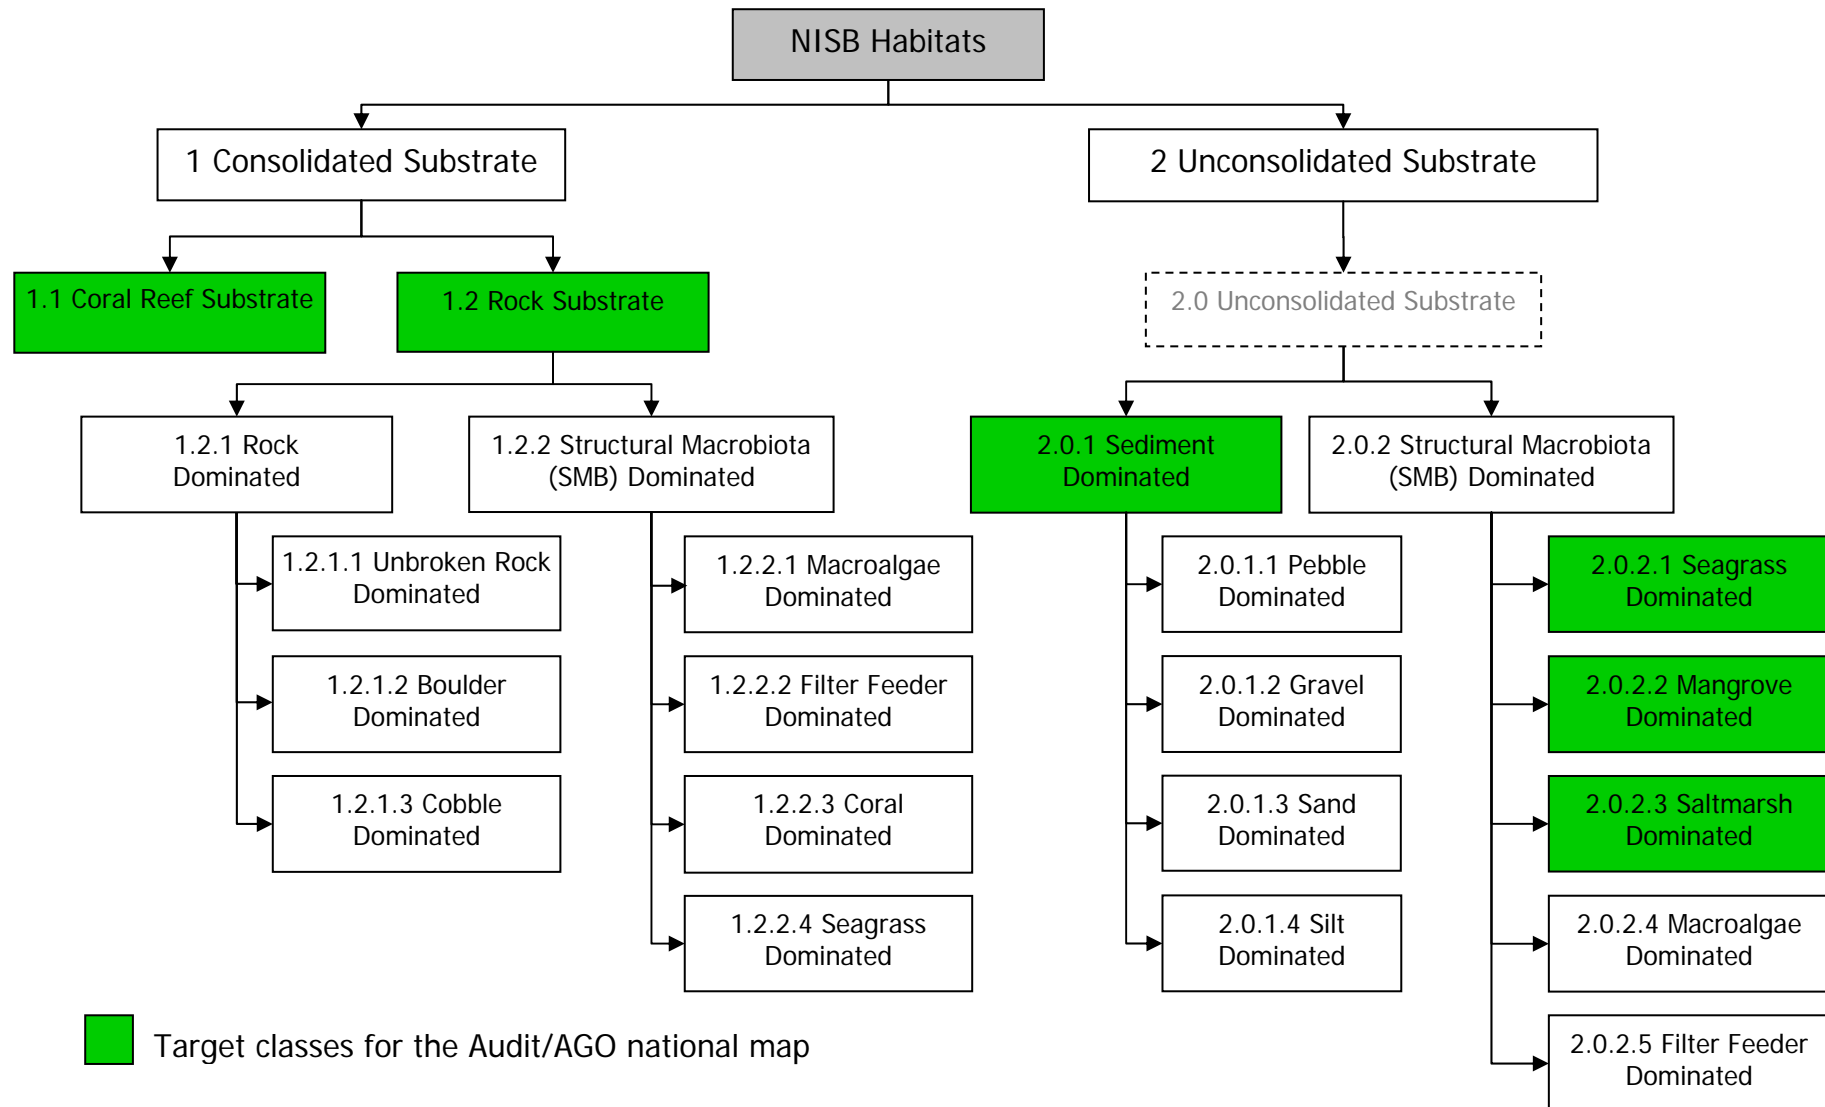 NISB Habitats
1 Consolidated Substrate
2 Unconsolidated Substrate
1.1 Coral Reef Substrate
1.2 Rock Substrate
2.0 Unconsolidated Substrate
1.2.1 Rock
Dominated
1.2.2 Structural Macrobiota
(SMB) Dominated
2.0.1 Sediment
Dominated
2.0.2 Structural Macrobiota
(SMB) Dominated
1.2.1.1 Unbroken Rock
Dominated
1.2.2.1 Macroalgae
Dominated
2.0.1.1 Pebble
Dominated
2.0.2.1 Seagrass
Dominated
1.2.1.2 Boulder
Dominated
1.2.2.2 Filter Feeder
Dominated
2.0.1.2 Gravel
Dominated
2.0.2.2 Mangrove
Dominated
1.2.1.3 Cobble
Dominated
1.2.2.3 Coral
Dominated
2.0.1.3 Sand
Dominated
2.0.2.3 Saltmarsh
Dominated
1.2.2.4 Seagrass
Dominated
2.0.1.4 Silt
Dominated
2.0.2.4 Macroalgae
Dominated
2.0.2.5 Filter Feeder
Dominated
Target classes for the Audit/AGO national map